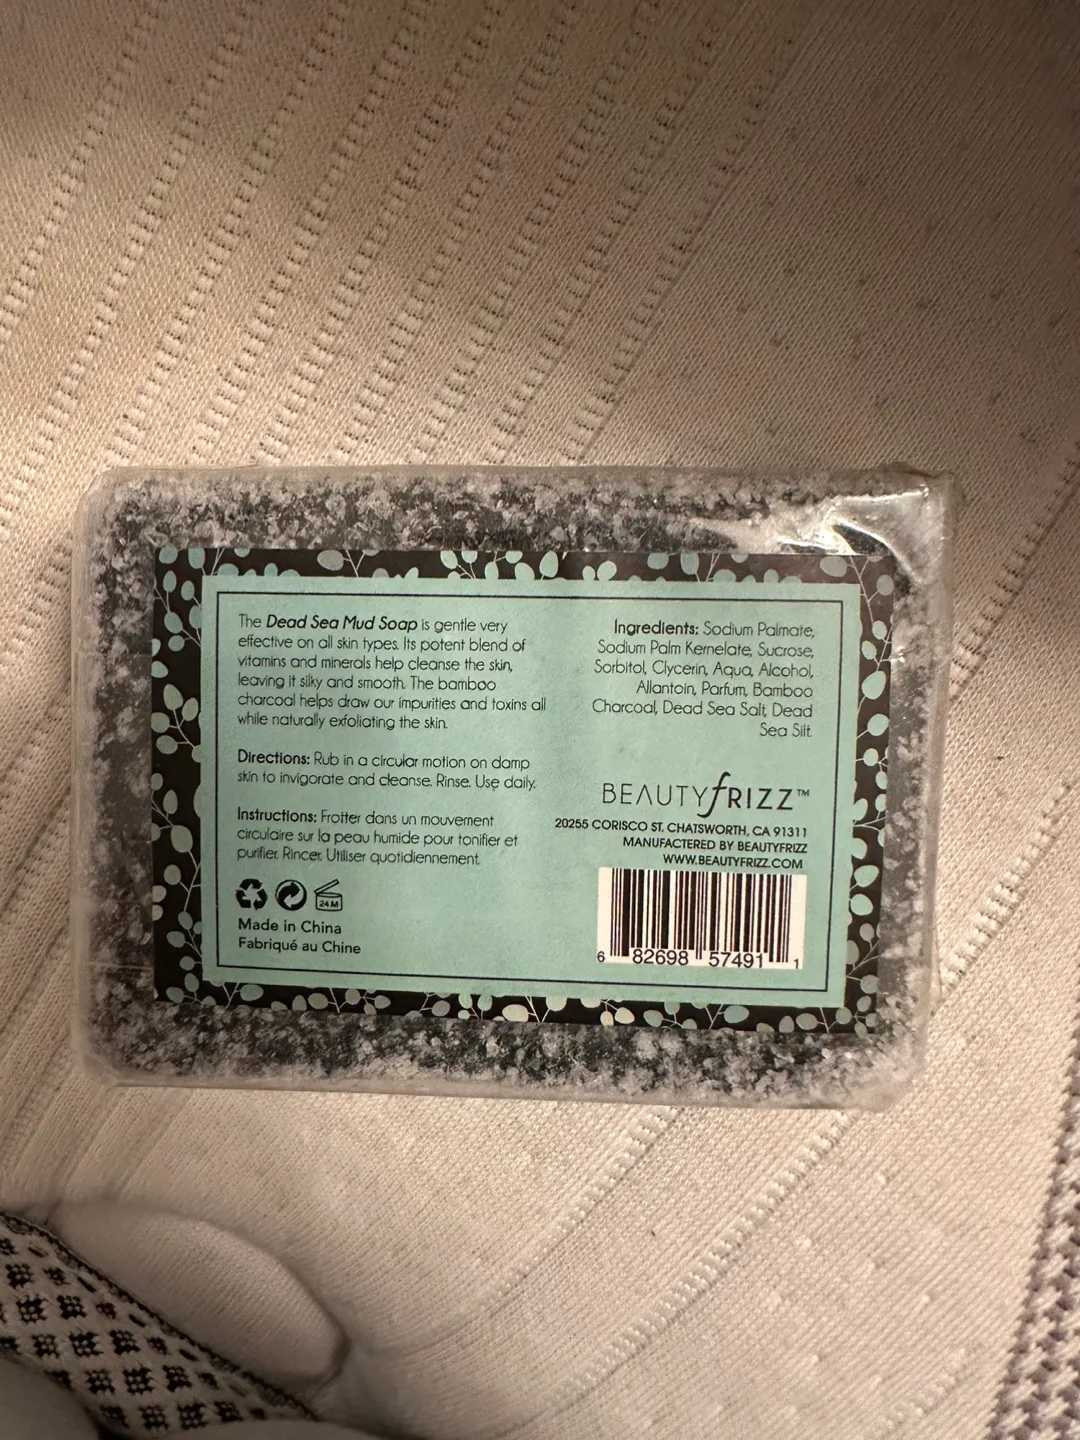 The Dead Sea Mud Soap is gentle very
effective on all skin types. Its potent blend of
vitamins and minerals help cleanse the skin,
leaving it silky and smooth. The bamboo
charcoal helps draw our impurities and toxins all
while naturally exfoliating the skin.
Directions: Rub in a circular motion on damp
skin to invigorate and cleanse. Rinse. Use daily.
Instructions: Frotter dans un mouvement
circulaire sur la peau humide pour tonifier et
purifier. Rincer. Utiliser quotidiennement.
24M
Made in China
Fabriqué au Chine
Ingredients: Sodium Palmate,
Sodium Palm Kernelate, Sucrose,
Sorbitol, Glycerin, Aqua, Alcohol,
Allantoin, Parfum, Bamboo
Charcoal, Dead Sea Salt, Dead
Sea Silt.
BEAUTYfRIZZ™
20255 CORISCO ST. CHATSWORTH, CA 91311
MANUFACTERED BY BEAUTYFRIZZ
WWW.BEAUTYFRIZZ.COM
6 82698 57491 1